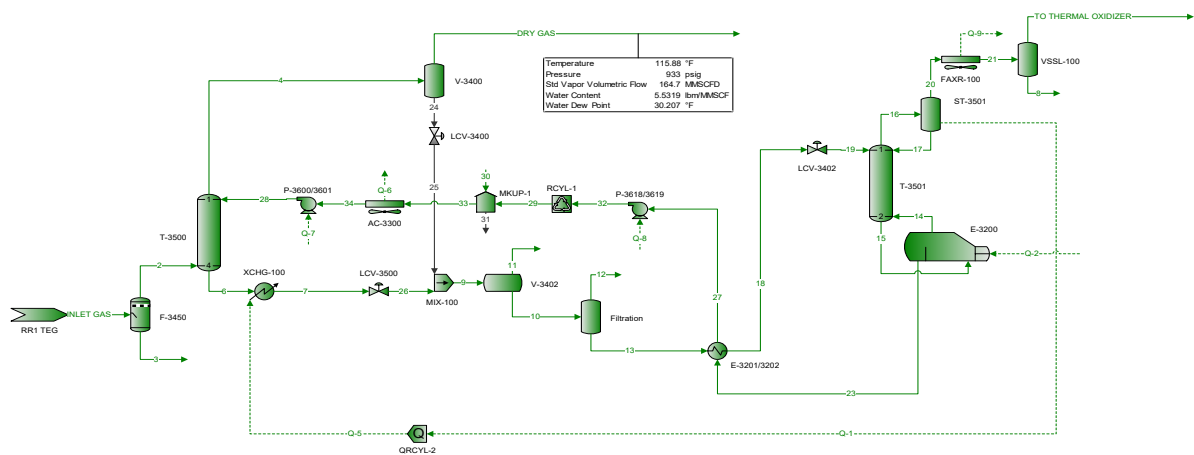 TO THERMAL OXIDIZER
Q-9
DRY GAS
21
VSSL-100
FAXR-100
Temperature 115.88 °F
Pressure 933 psig
Std Vapor Volumetric Flow 164.7 MMSCFD
Water Content 5.5319 lbm/MMSCF
Water Dew Point 30.207 °F
4
V-3400
20
8
24
ST-3501
16
LCV-3400
17
19
1
LCV-3402
25
30
T-3501
Q-6
MKUP-1
RCYL-1
P-3618/3619
P-3600/3601
1
28
34
33
29
32
2
14
AC-3300
31
E-3200
T-3500
Q-7
Q-8
15
XCHG-100
LCV-3500
11
Q-2
2
4
12
6
7
26
9
V-3402
18
MIX-100
27
10
INLET GAS
F-3450
Filtration
RR1 TEG
13
3
E-3201/3202
23
Q-5
Q
Q-1
QRCYL-2